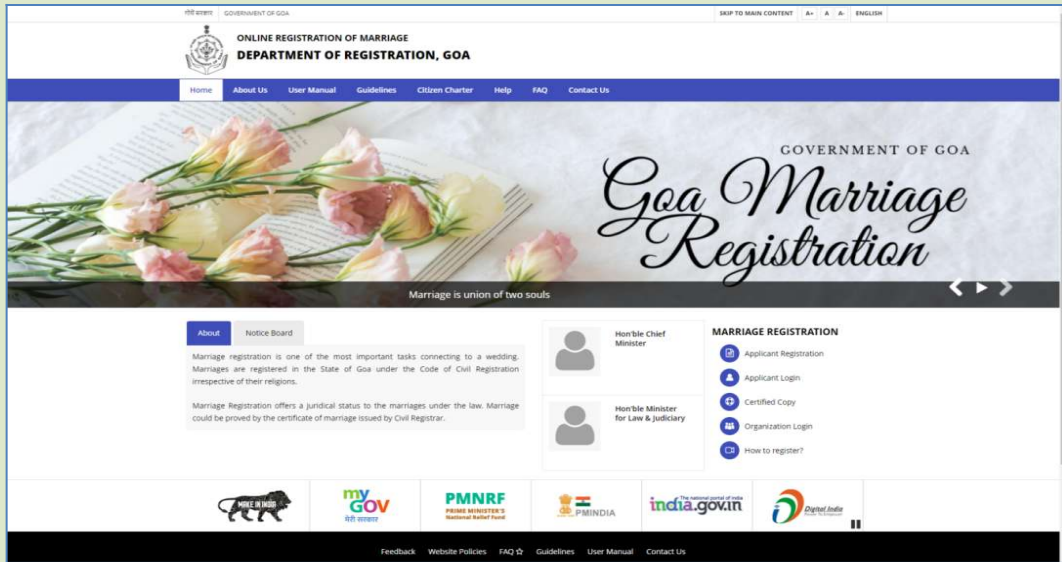 गोंय सरकार GOVERNMENT OF GOA
SKIP TO MAIN CONTENT A+ A A- ENGLISH
ONLINE REGISTRATION OF MARRIAGE
DEPARTMENT OF REGISTRATION, GOA
Home About Us User Manual Guidelines Citizen Charter Help FAQ Contact Us
GOVERNMENT OF GOA
Goa Marriage
Registration
Marriage is union of two souls
About Notice Board
Marriage registration is one of the most important tasks connecting to a wedding.
Marriages are registered in the State of Goa under the Code of Civil Registration
irrespective of their religions.
Marriage Registration offers a juridical status to the marriages under the law. Marriage
could be proved by the certificate of marriage issued by Civil Registrar.
Hon'ble Chief
Minister
Hon'ble Minister
for Law & Judiciary
MARRIAGE REGISTRATION
Applicant Registration
Applicant Login
Certified Copy
Organization Login
How to register?
MAKE IN INDIA
my
GOV
मेरी सरकार
PMNRF
PRIME MINISTER'S
National Relief Fund
PMINDIA
The national portal of india
india.gov.in
Digital India
Feedback Website Policies FAQ ☆ Guidelines User Manual Contact Us